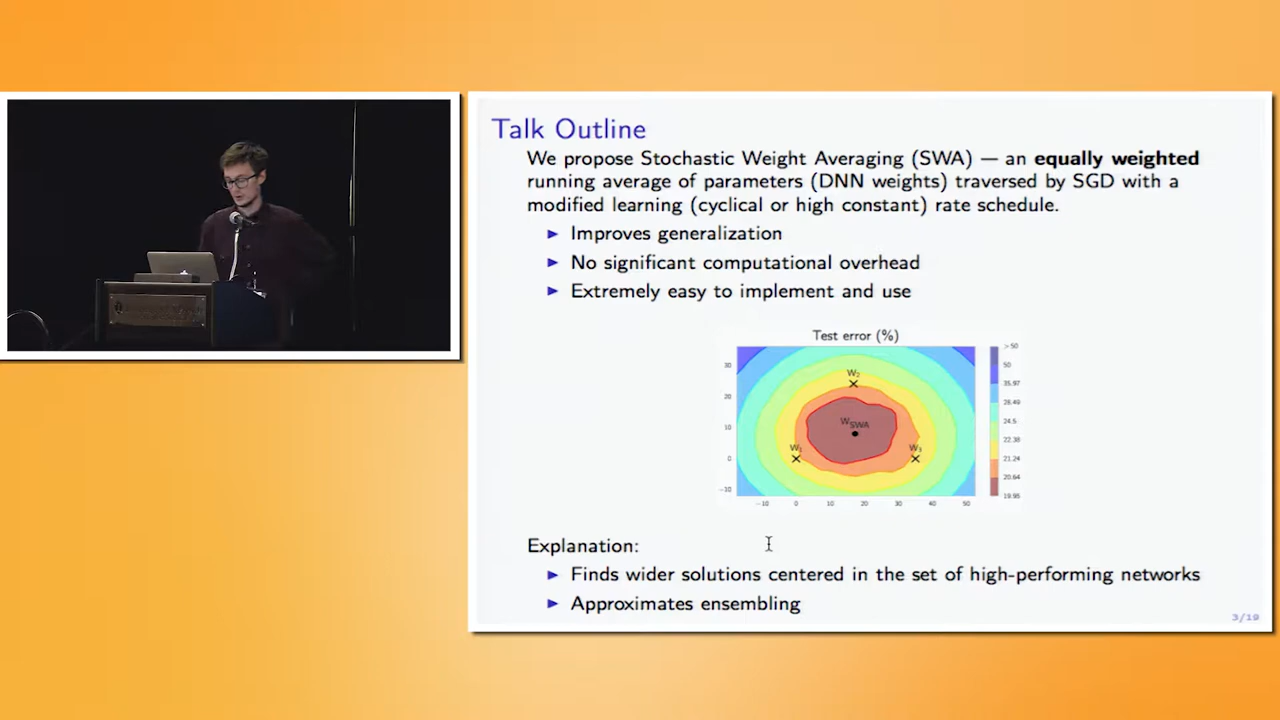 Talk Outline
We propose Stochastic Weight Averaging (SWA) — an equally weighted
running average of parameters (DNN weights) traversed by SGD with a
modified learning (cyclical or high constant) rate schedule.
► Improves generalization
► No significant computational overhead
► Extremely easy to implement and use
Test error (%)
> 50
50
35.97
28.49
24.5
22.38
21.24
20.64
19.95
30
20
10
0
−10
W2
WSWA
W1
W3
−10 0 10 20 30 40 50
Explanation:
► Finds wider solutions centered in the set of high-performing networks
► Approximates ensembling
3/19